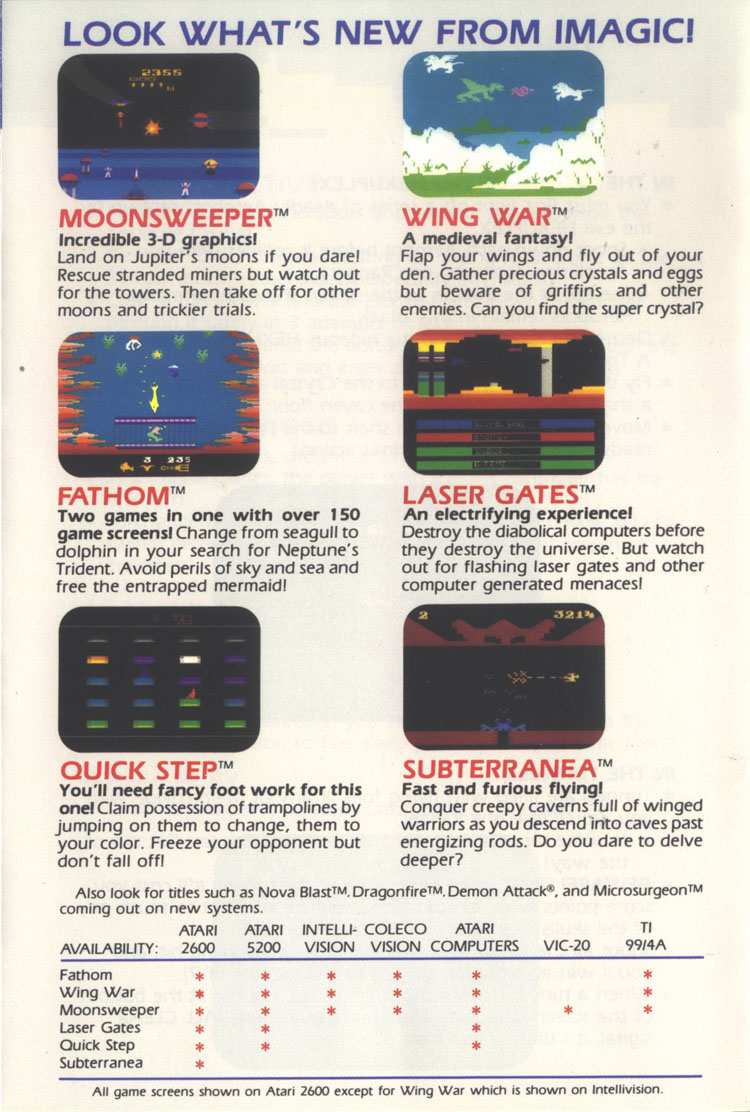 LOOK WHAT'S NEW FROM IMAGIC!
MOONSWEEPER™
Incredible 3-D graphics!
Land on Jupiter's moons if you dare!
Rescue stranded miners but watch out
for the towers. Then take off for other
moons and trickier trials.
WING WAR™
A medieval fantasy!
Flap your wings and fly out of your
den. Gather precious crystals and eggs
but beware of griffins and other
enemies. Can you find the super crystal?
FATHOM™
Two games in one with over 150
game screens! Change from seagull to
dolphin in your search for Neptune's
Trident. Avoid perils of sky and sea and
free the entrapped mermaid!
LASER GATES™
An electrifying experience!
Destroy the diabolical computers before
they destroy the universe. But watch
out for flashing laser gates and other
computer generated menaces!
2 3214
QUICK STEP™
You'll need fancy foot work for this
one! Claim possession of trampolines by
jumping on them to change, them to
your color. Freeze your opponent but
don't fall off!
SUBTERRANEA™
Fast and furious flying!
Conquer creepy caverns full of winged
warriors as you descend into caves past
energizing rods. Do you dare to delve
deeper?
Also look for titles such as Nova Blast™, Dragonfire™, Demon Attack®, and Microsurgeon™
coming out on new systems.
ATARI ATARI INTELLI- COLECO ATARI TI
AVAILABILITY: 2600 5200 VISION VISION COMPUTERS VIC-20 99/4A
Fathom * * * * * *
Wing War * * * * * *
Moonsweeper * * * * * * *
Laser Gates * * *
Quick Step * * *
Subterranea *
All game screens shown on Atari 2600 except for Wing War which is shown on Intellivision.